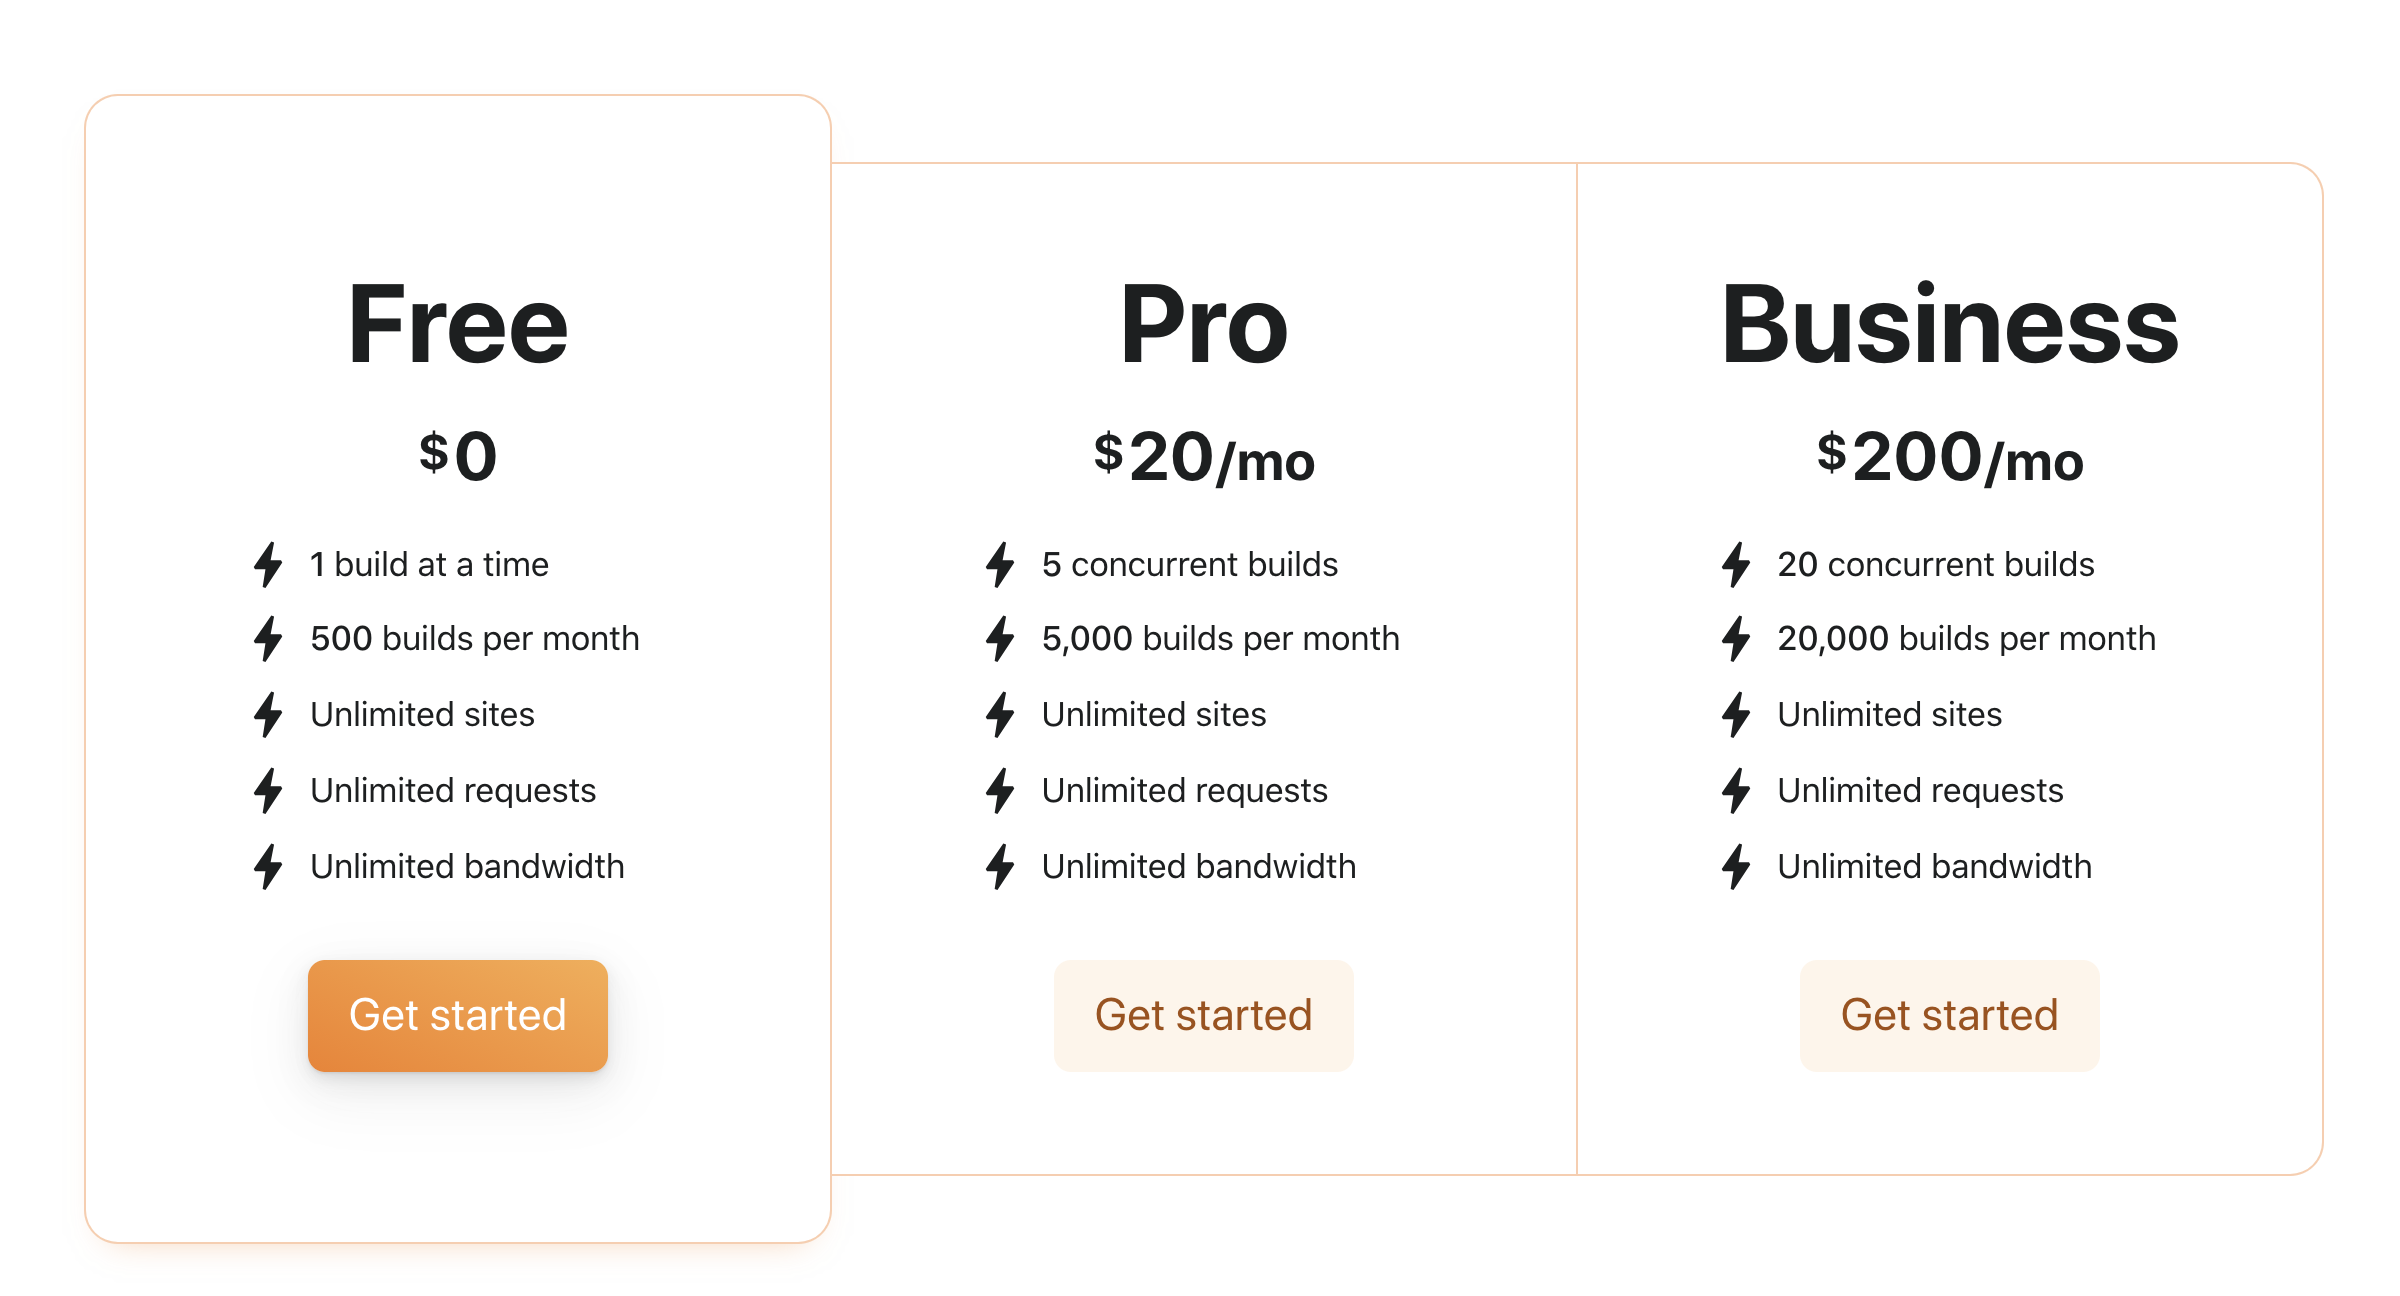 Free
$0
1 build at a time
500 builds per month
Unlimited sites
Unlimited requests
Unlimited bandwidth
Get started
Pro
$20/mo
5 concurrent builds
5,000 builds per month
Unlimited sites
Unlimited requests
Unlimited bandwidth
Get started
Business
$200/mo
20 concurrent builds
20,000 builds per month
Unlimited sites
Unlimited requests
Unlimited bandwidth
Get started